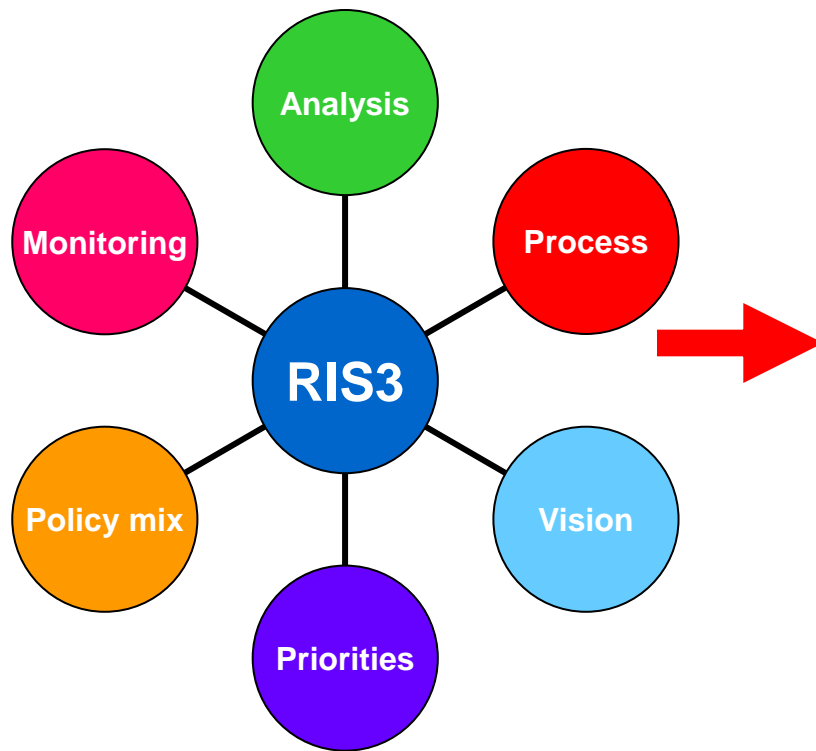 Analysis
Monitoring
Process
RIS3
Policy mix
Vision
Priorities